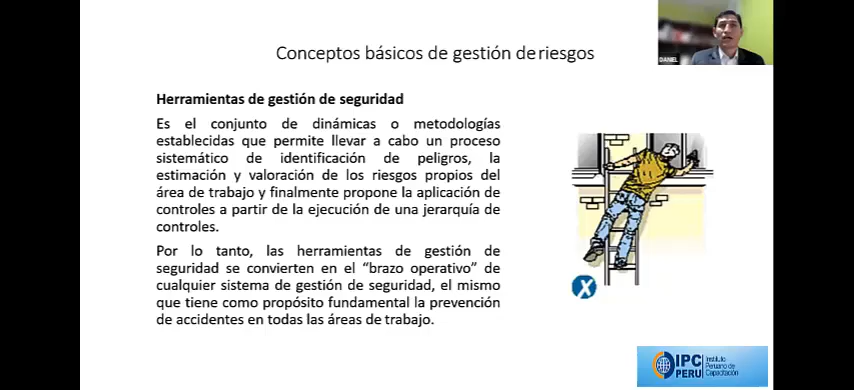 Conceptos básicos de gestión de riesgos
DANIEL
Herramientas de gestión de seguridad
Es el conjunto de dinámicas o metodologías
establecidas que permite llevar a cabo un proceso
sistemático de identificación de peligros, la
estimación y valoración de los riesgos propios del
área de trabajo y finalmente propone la aplicación de
controles a partir de la ejecución de una jerarquía de
controles.
Por lo tanto, las herramientas de gestión de
seguridad se convierten en el “brazo operativo” de
cualquier sistema de gestión de seguridad, el mismo
que tiene como propósito fundamental la prevención
de accidentes en todas las áreas de trabajo.
X
IPC
PERU
Instituto
Peruano de
Capacitación